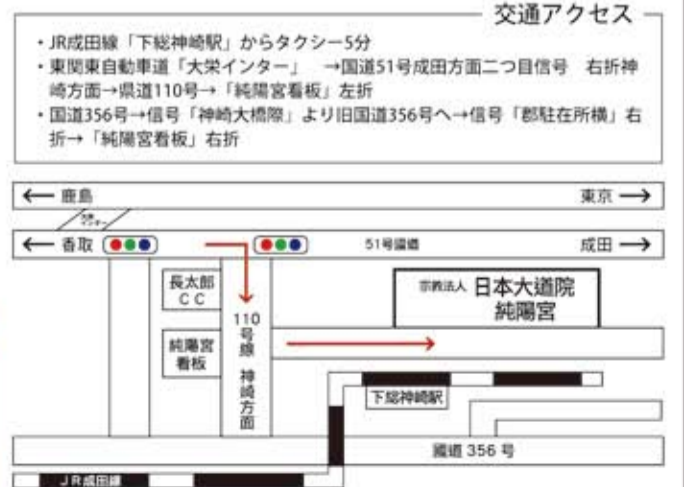 交通アクセス
・JR成田線「下総神崎駅」からタクシー5分
・東関東自動車道「大栄インター」　→国道51号成田方面二つ目信号　右折神
崎方面→県道110号→「純陽宮看板」左折
・国道356号→信号「神崎大橋際」より旧国道356号へ→信号「郡駐在所横」右
折→「純陽宮看板」右折
← 鹿島
東京 →
← 香取
51号國道
成田 →
長太郎
CC
110号線 神崎方面
宗教法人 日本大道院
純陽宮
純陽宮
看板
下総神崎駅
國道 356 号
JR成田線